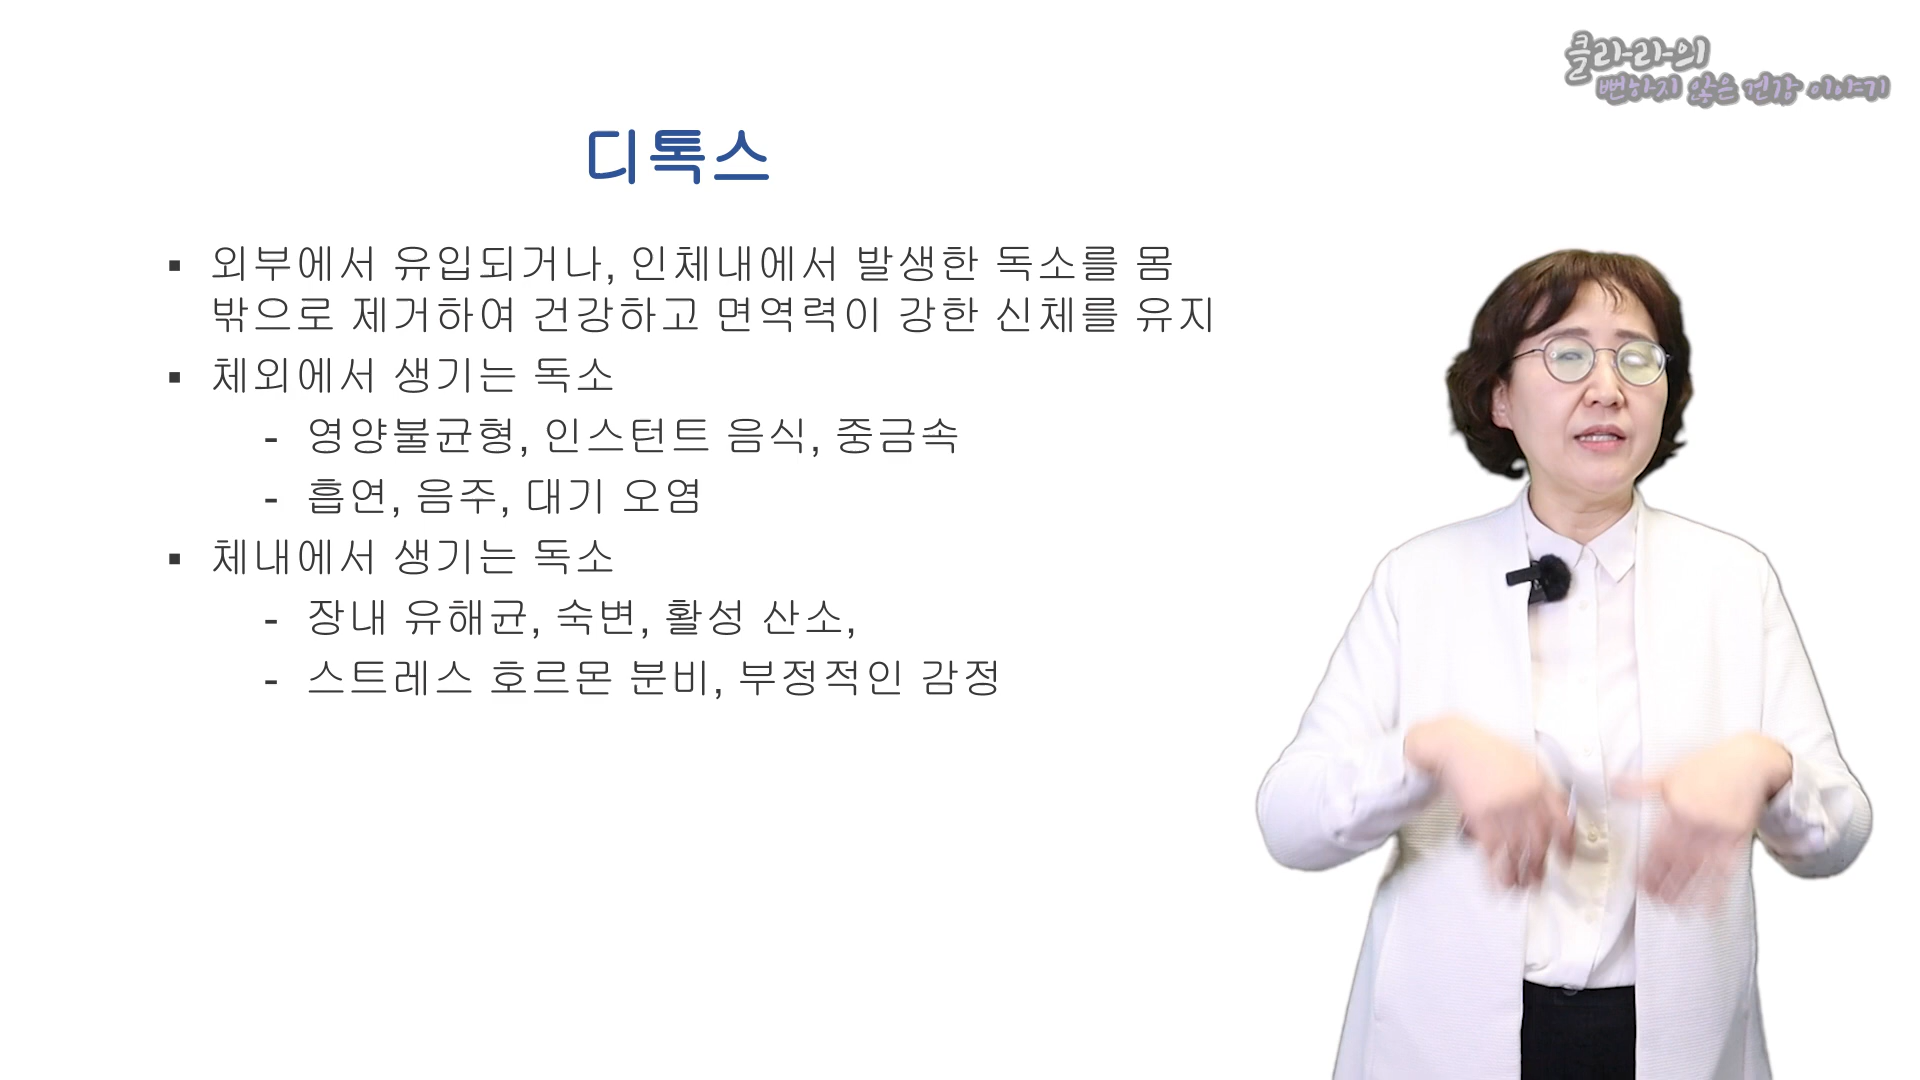 클라라의
뻔하지 않은 건강 이야기
디톡스
▪ 외부에서 유입되거나, 인체내에서 발생한 독소를 몸
밖으로 제거하여 건강하고 면역력이 강한 신체를 유지
▪ 체외에서 생기는 독소
- 영양불균형, 인스턴트 음식, 중금속
- 흡연, 음주, 대기 오염
▪ 체내에서 생기는 독소
- 장내 유해균, 숙변, 활성 산소,
- 스트레스 호르몬 분비, 부정적인 감정